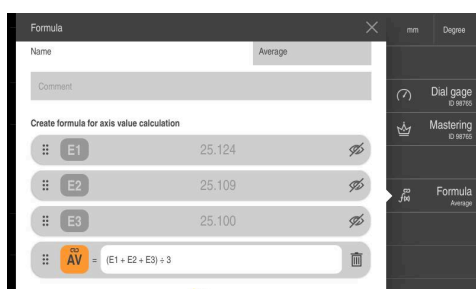 Formula
mm
Degree
Name
Average
Comment
Dial gage
ID 98765
Create formula for axis value calculation
Mastering
ID 98765
E1 25.124
E2 25.109
E3 25.100
Formula
Average
f(x)
AV = (E1 + E2 + E3) ÷ 3